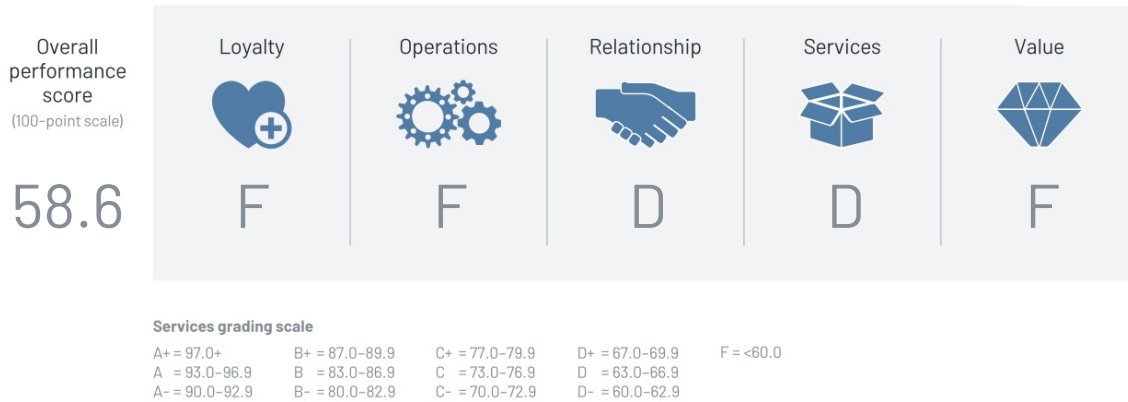 Overall
performance
score
(100-point scale)
58.6
Loyalty
F
Operations
F
Relationship
D
Services
D
Value
F
Services grading scale
A+ = 97.0+
A = 93.0–96.9
A- = 90.0–92.9
B+ = 87.0–89.9
B = 83.0–86.9
B- = 80.0–82.9
C+ = 77.0–79.9
C = 73.0–76.9
C- = 70.0–72.9
D+ = 67.0–69.9
D = 63.0–66.9
D- = 60.0–62.9
F = <60.0